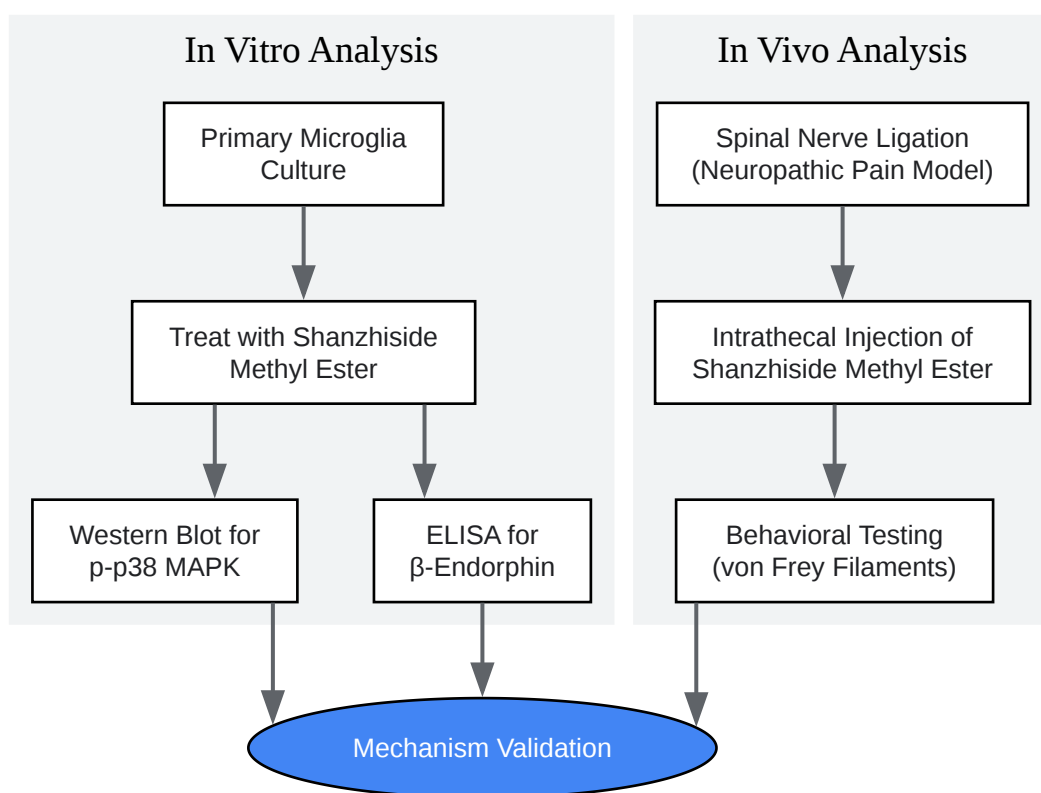 In Vitro Analysis
Primary Microglia
Culture
Treat with Shanzhiside
Methyl Ester
Western Blot for
p-p38 MAPK
ELISA for
β-Endorphin
In Vivo Analysis
Spinal Nerve Ligation
(Neuropathic Pain Model)
Intrathecal Injection of
Shanzhiside Methyl Ester
Behavioral Testing
(von Frey Filaments)
Mechanism Validation